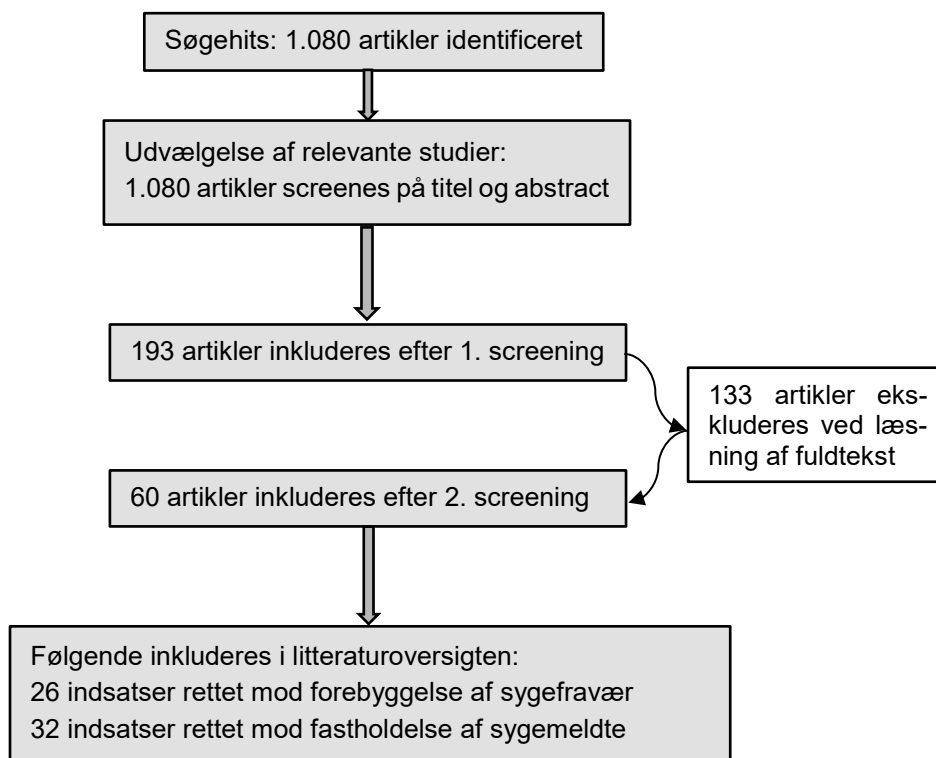 Søgehits: 1.080 artikler identificeret
Udvælgelse af relevante studier:
1.080 artikler screenes på titel og abstract
193 artikler inkluderes efter 1. screening
133 artikler eks-
kluderes ved læs-
ning af fuldtekst
60 artikler inkluderes efter 2. screening
Følgende inkluderes i litteraturoversigten:
26 indsatser rettet mod forebyggelse af sygefravær
32 indsatser rettet mod fastholdelse af sygemeldte